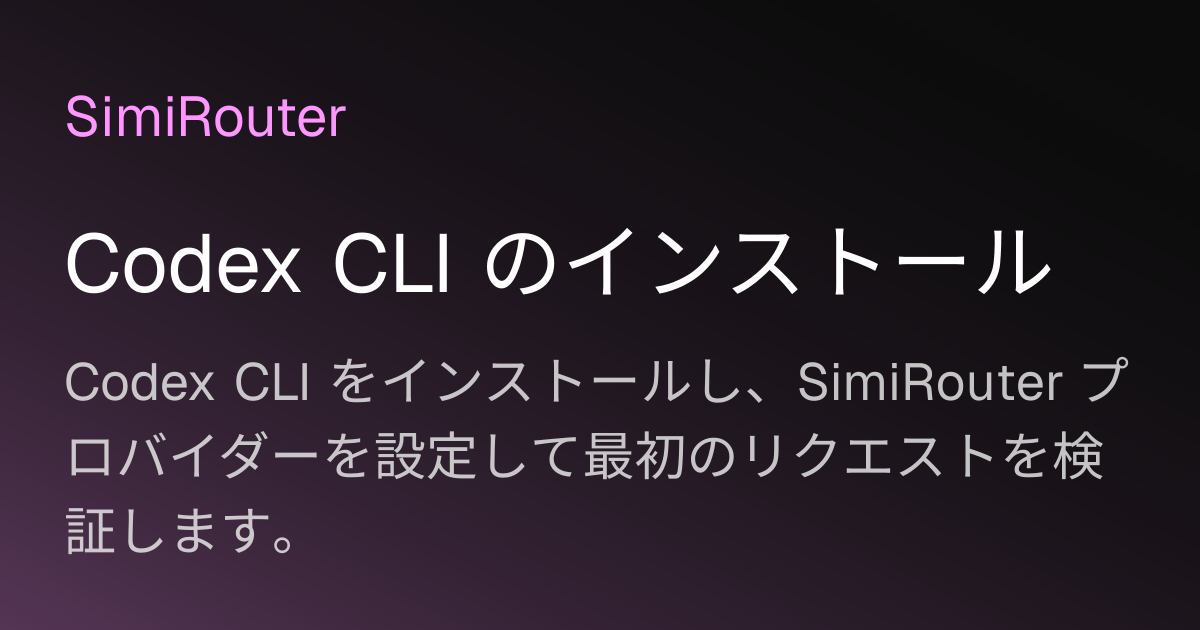 SimiRouter
Codex CLI のインストール
Codex CLI をインストールし、SimiRouter プ
ロバイダーを設定して最初のリクエストを検
証します。